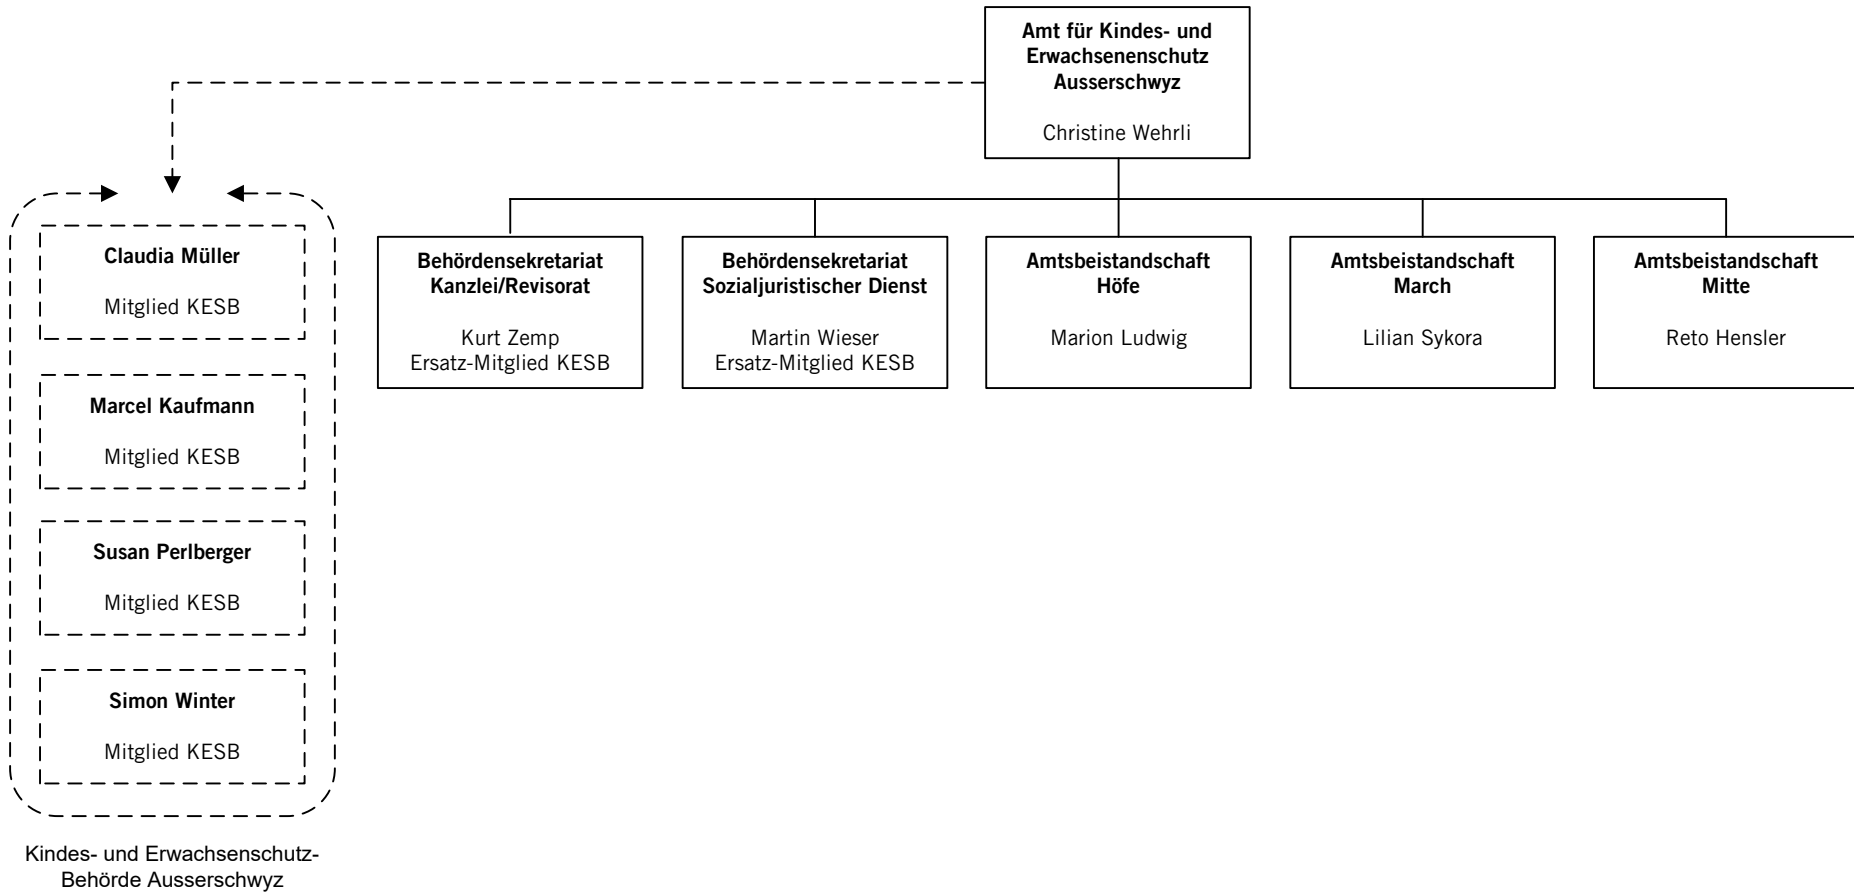 Amt für Kindes- und
Erwachsenenschutz
Ausserschwyz
Christine Wehrli
Claudia Müller
Mitglied KESB
Marcel Kaufmann
Mitglied KESB
Susan Perlberger
Mitglied KESB
Simon Winter
Mitglied KESB
Kindes- und Erwachsenschutz-
Behörde Ausserschwyz
Behördensekretariat
Kanzlei/Revisorat
Kurt Zemp
Ersatz-Mitglied KESB
Behördensekretariat
Sozialjuristischer Dienst
Martin Wieser
Ersatz-Mitglied KESB
Amtsbeistandschaft
Höfe
Marion Ludwig
Amtsbeistandschaft
March
Lilian Sykora
Amtsbeistandschaft
Mitte
Reto Hensler